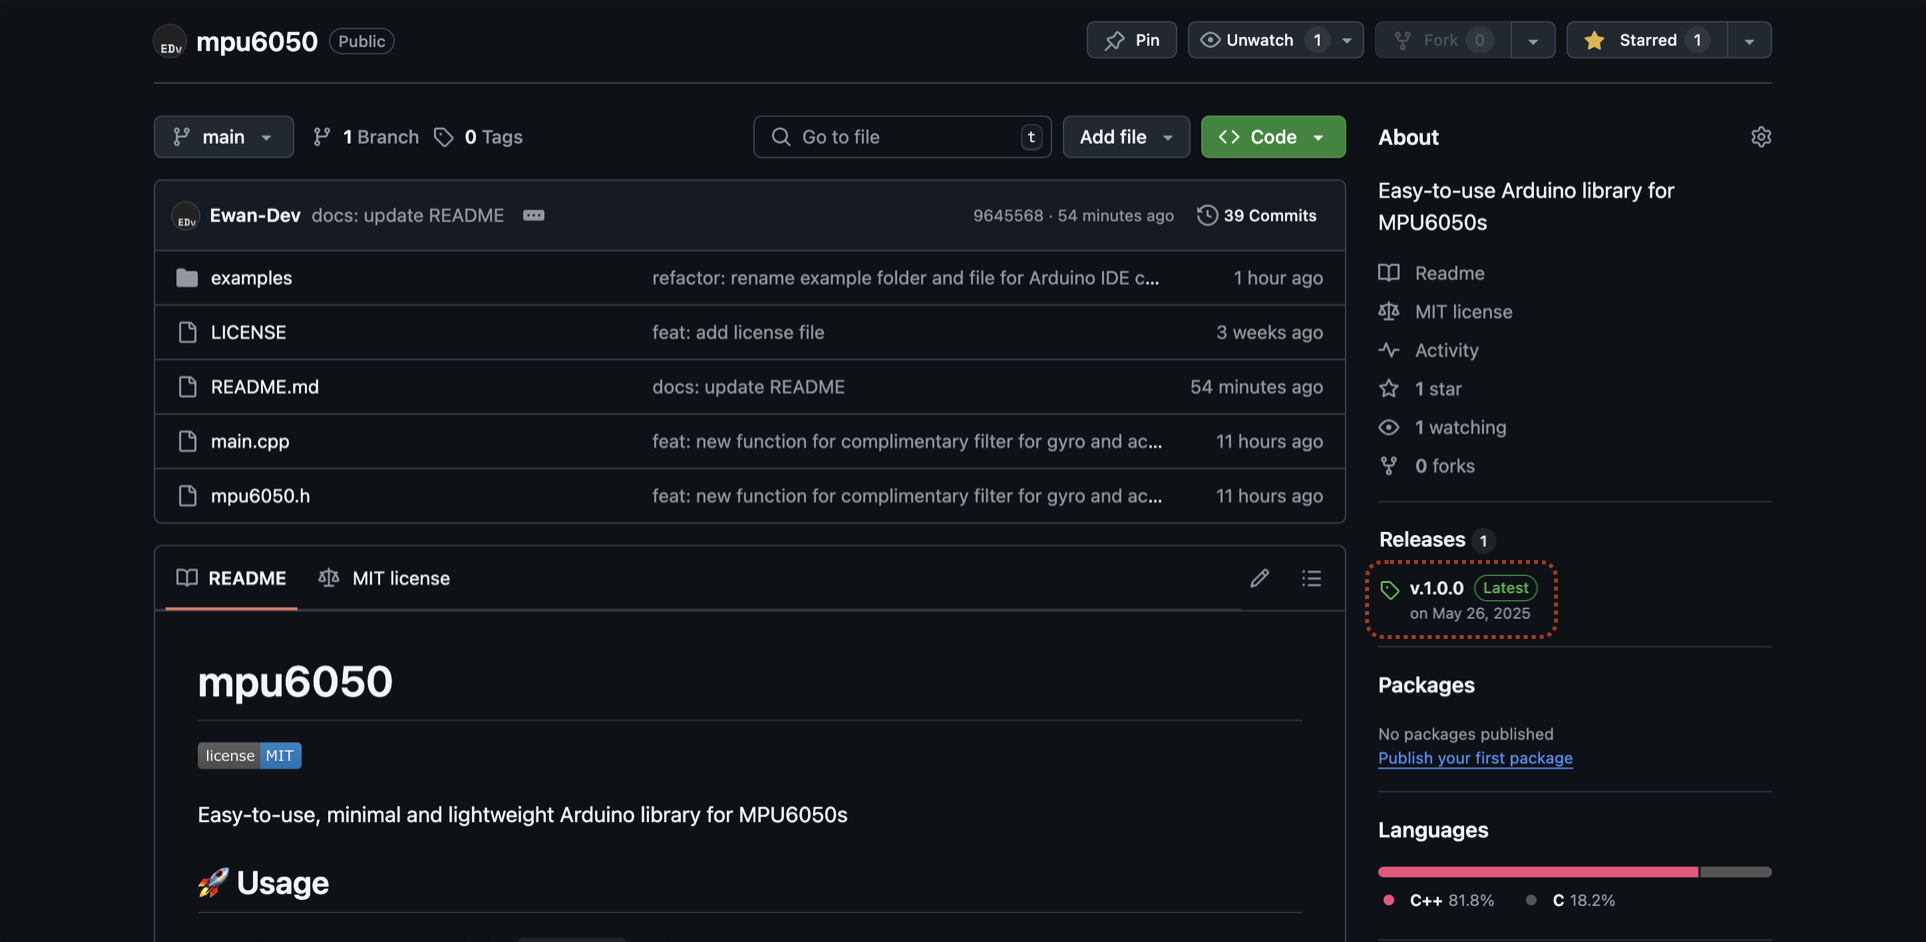 EDv mpu6050 Public Pin Unwatch 1 Fork 0 Starred 1
main 1 Branch 0 Tags Go to file t Add file Code
EDv Ewan-Dev docs: update README 9645568 · 54 minutes ago 39 Commits
examples refactor: rename example folder and file for Arduino IDE c... 1 hour ago
LICENSE feat: add license file 3 weeks ago
README.md docs: update README 54 minutes ago
main.cpp feat: new function for complimentary filter for gyro and ac... 11 hours ago
mpu6050.h feat: new function for complimentary filter for gyro and ac... 11 hours ago
README MIT license
mpu6050
license MIT
Easy-to-use, minimal and lightweight Arduino library for MPU6050s
🚀 Usage
About
Easy-to-use Arduino library for
MPU6050s
Readme
MIT license
Activity
1 star
1 watching
0 forks
Releases 1
v.1.0.0 Latest
on May 26, 2025
Packages
No packages published
Publish your first package
Languages
C++ 81.8% C 18.2%